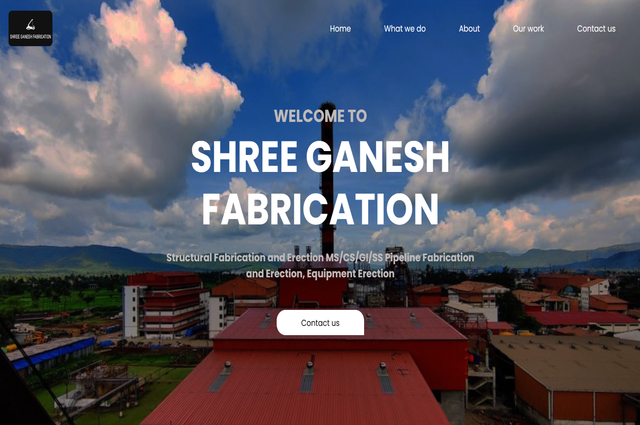 SHREE GANESH FABRICATION
Home
What we do
About
Our work
Contact us
WELCOME TO
SHREE GANESH
FABRICATION
Structural Fabrication and Erection MS/CS/GI/SS Pipeline Fabrication
and Erection, Equipment Erection
Contact us